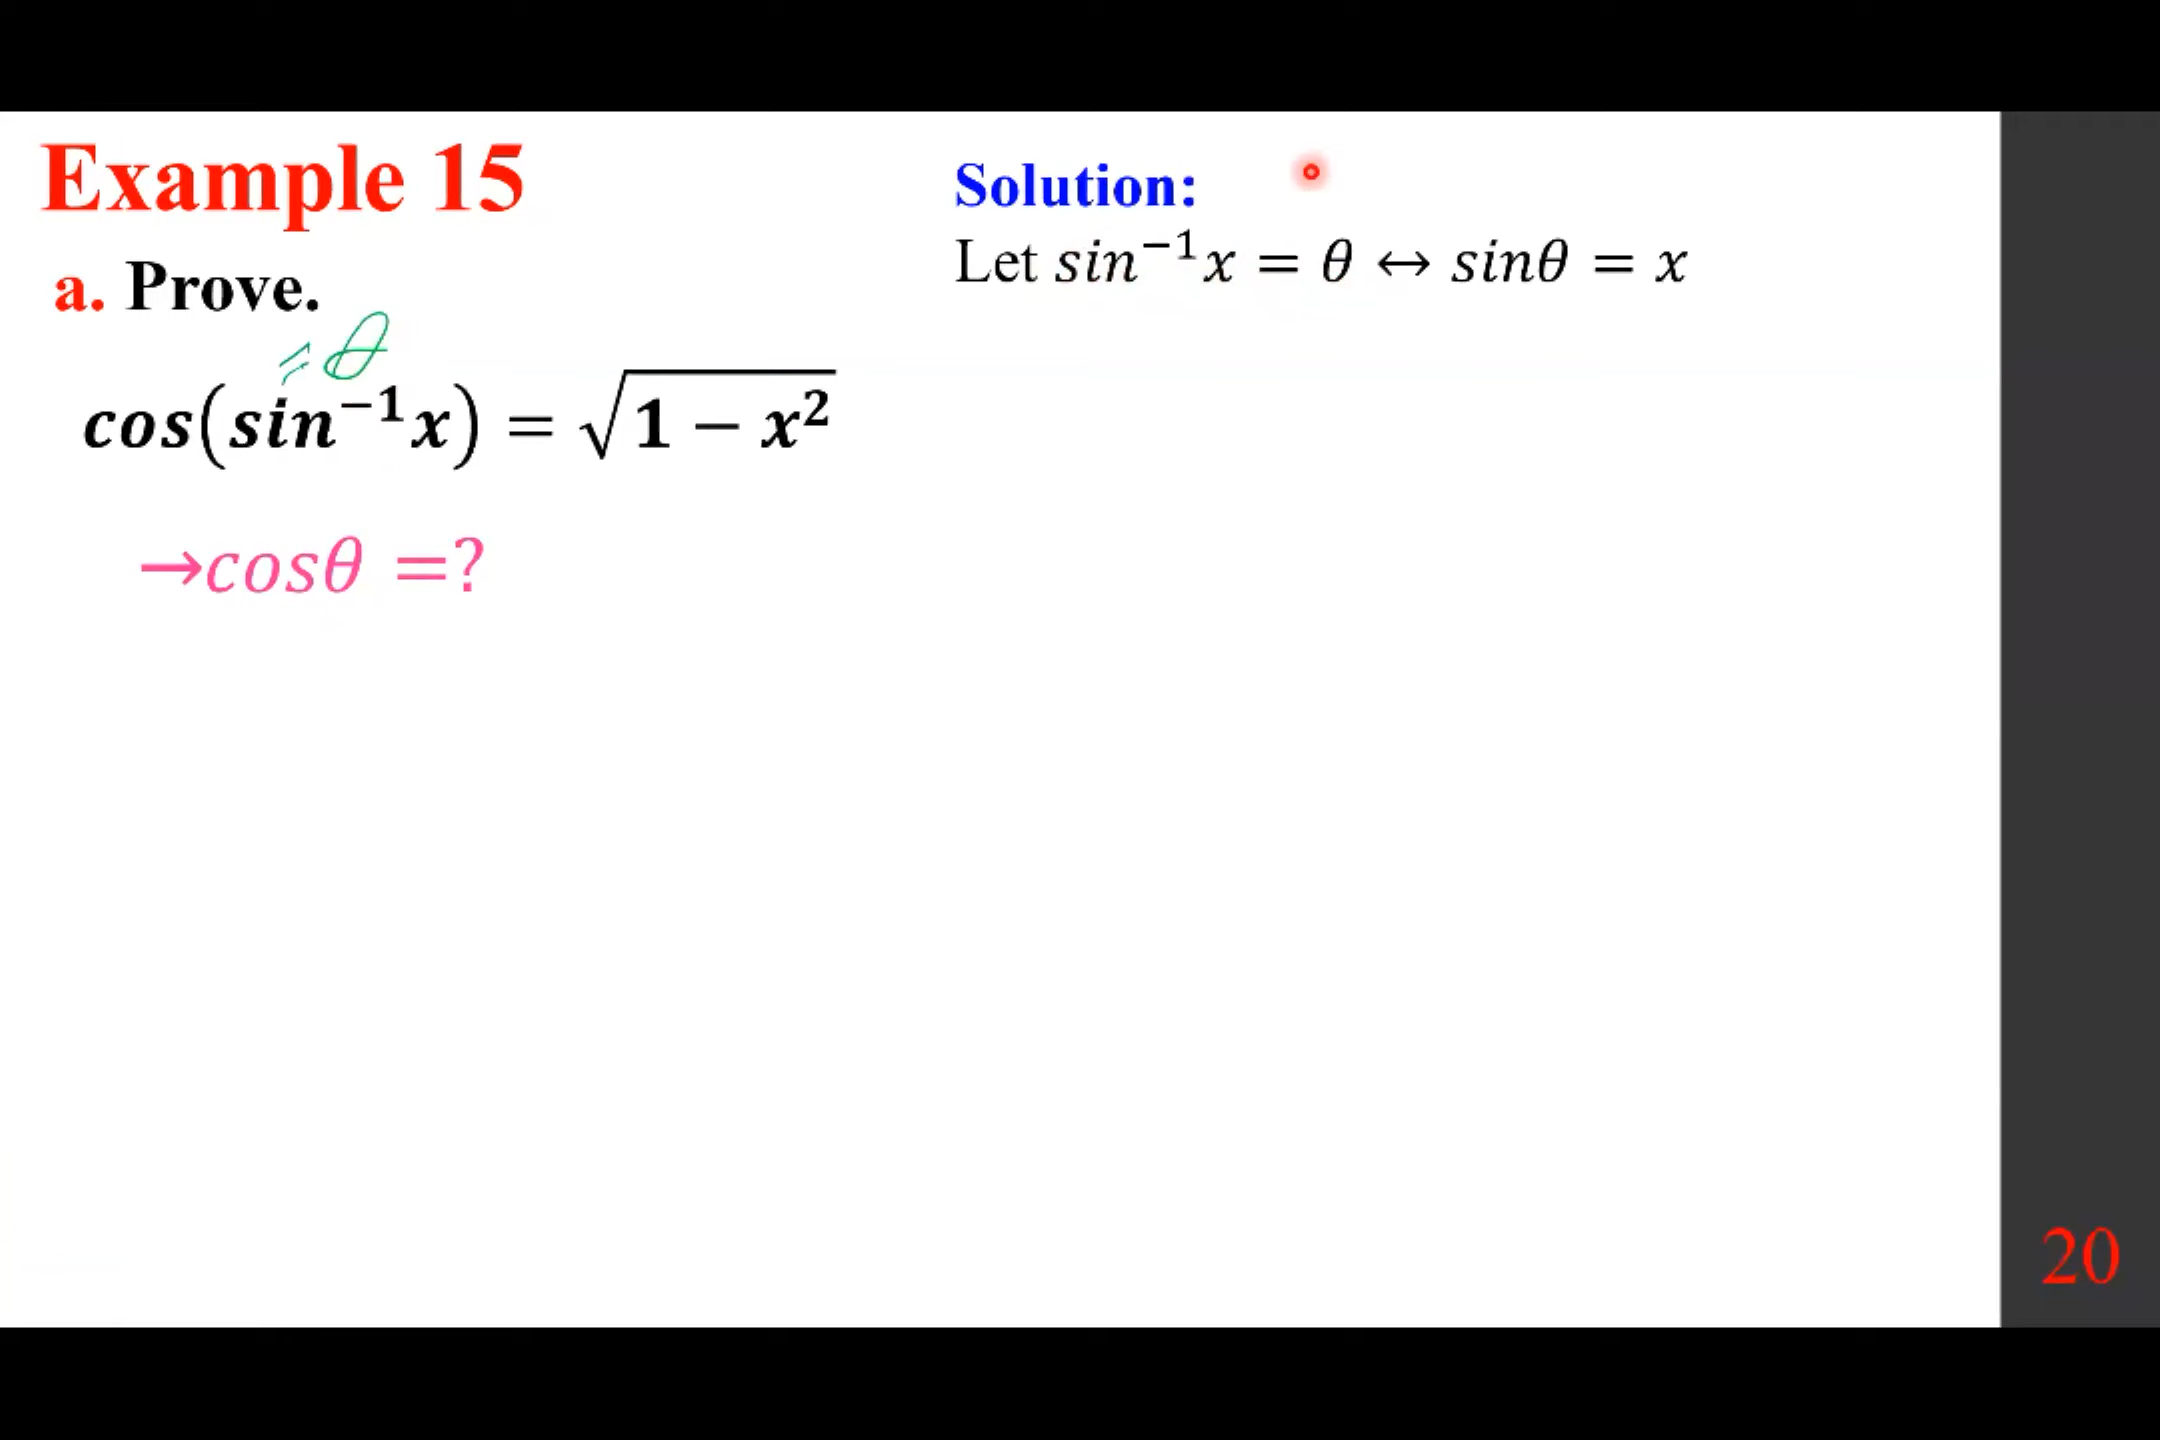 Example 15
a. Prove.
= θ
cos(sin⁻¹x) = √(1 − x²)
→cosθ =?
Solution:
Let sin⁻¹x = θ ↔ sinθ = x
20